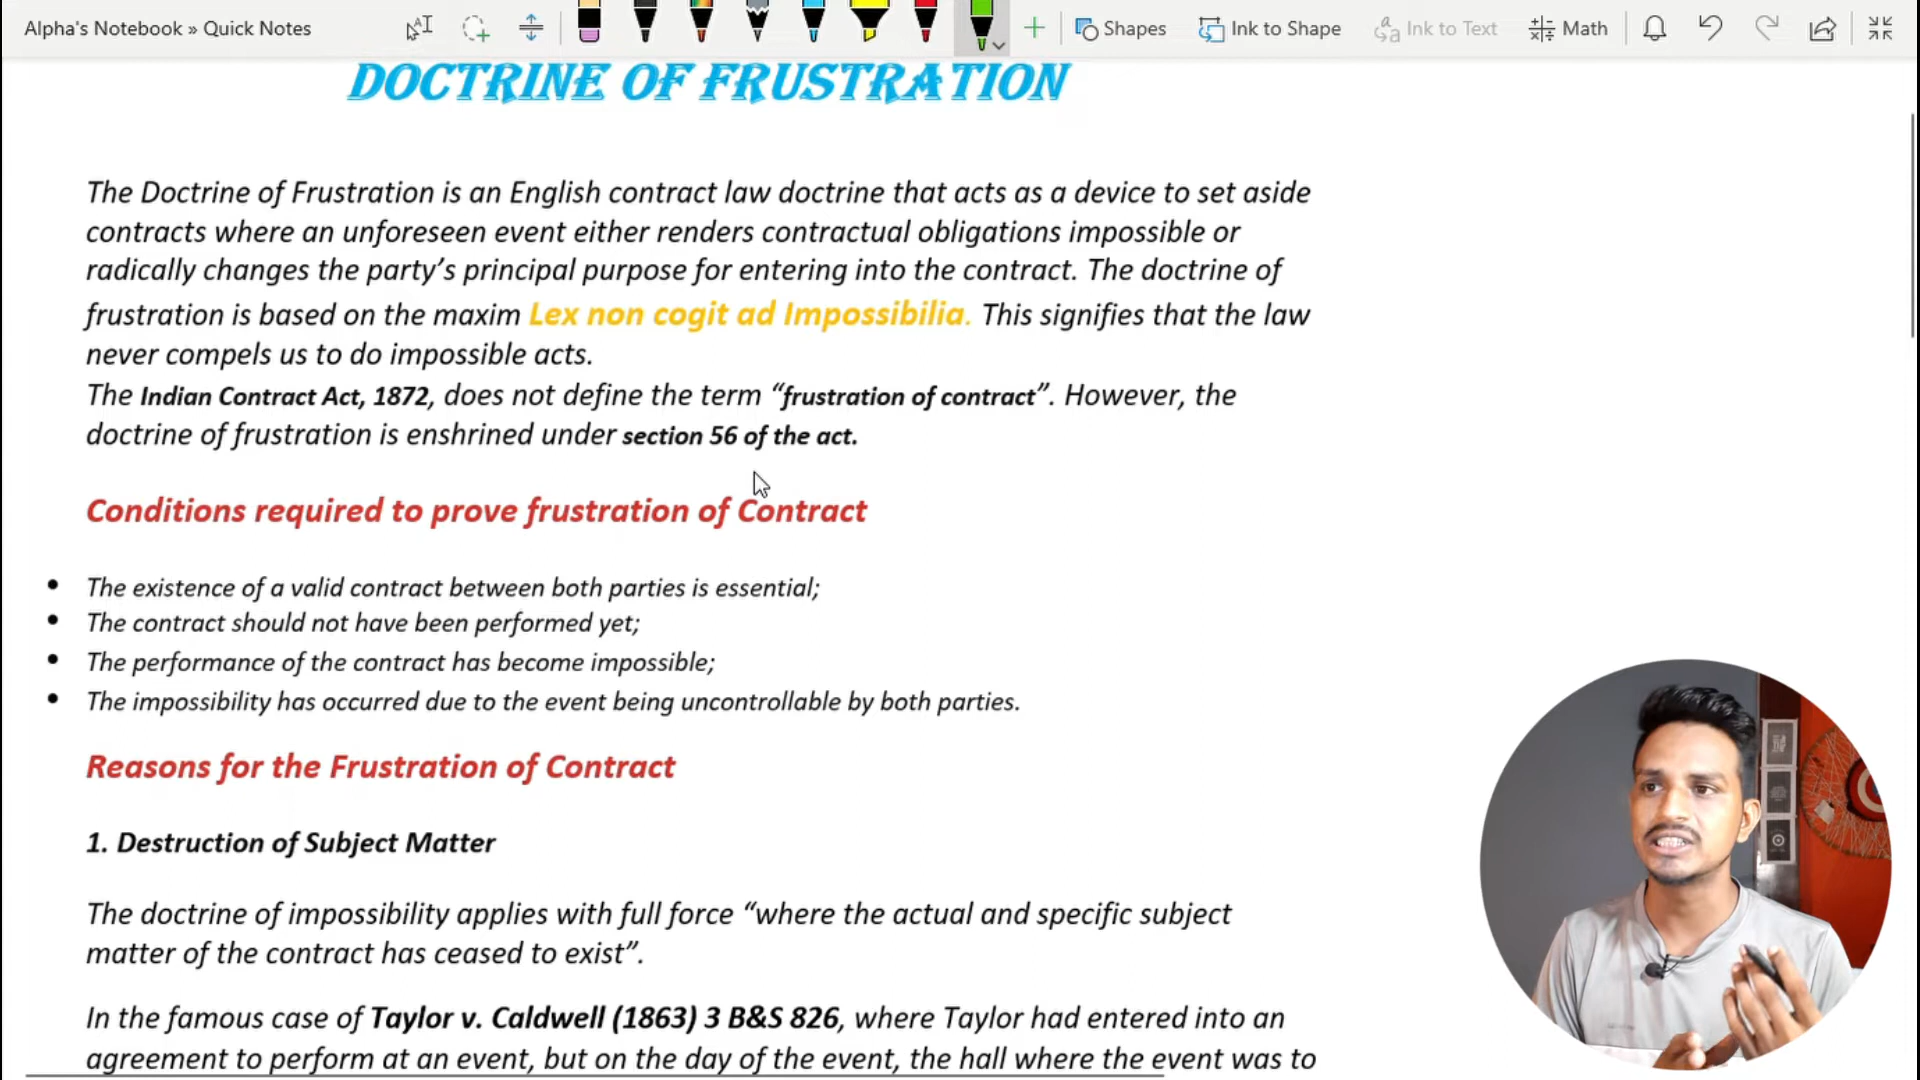 Alpha's Notebook » Quick Notes
Shapes
Ink to Shape
Ink to Text
Math
DOCTRINE OF FRUSTRATION
The Doctrine of Frustration is an English contract law doctrine that acts as a device to set aside
contracts where an unforeseen event either renders contractual obligations impossible or
radically changes the party’s principal purpose for entering into the contract. The doctrine of
frustration is based on the maxim Lex non cogit ad Impossibilia. This signifies that the law
never compels us to do impossible acts.
The Indian Contract Act, 1872, does not define the term “frustration of contract”. However, the
doctrine of frustration is enshrined under section 56 of the act.
Conditions required to prove frustration of Contract
• The existence of a valid contract between both parties is essential;
• The contract should not have been performed yet;
• The performance of the contract has become impossible;
• The impossibility has occurred due to the event being uncontrollable by both parties.
Reasons for the Frustration of Contract
1. Destruction of Subject Matter
The doctrine of impossibility applies with full force “where the actual and specific subject
matter of the contract has ceased to exist”.
In the famous case of Taylor v. Caldwell (1863) 3 B&S 826, where Taylor had entered into an
agreement to perform at an event, but on the day of the event, the hall where the event was to